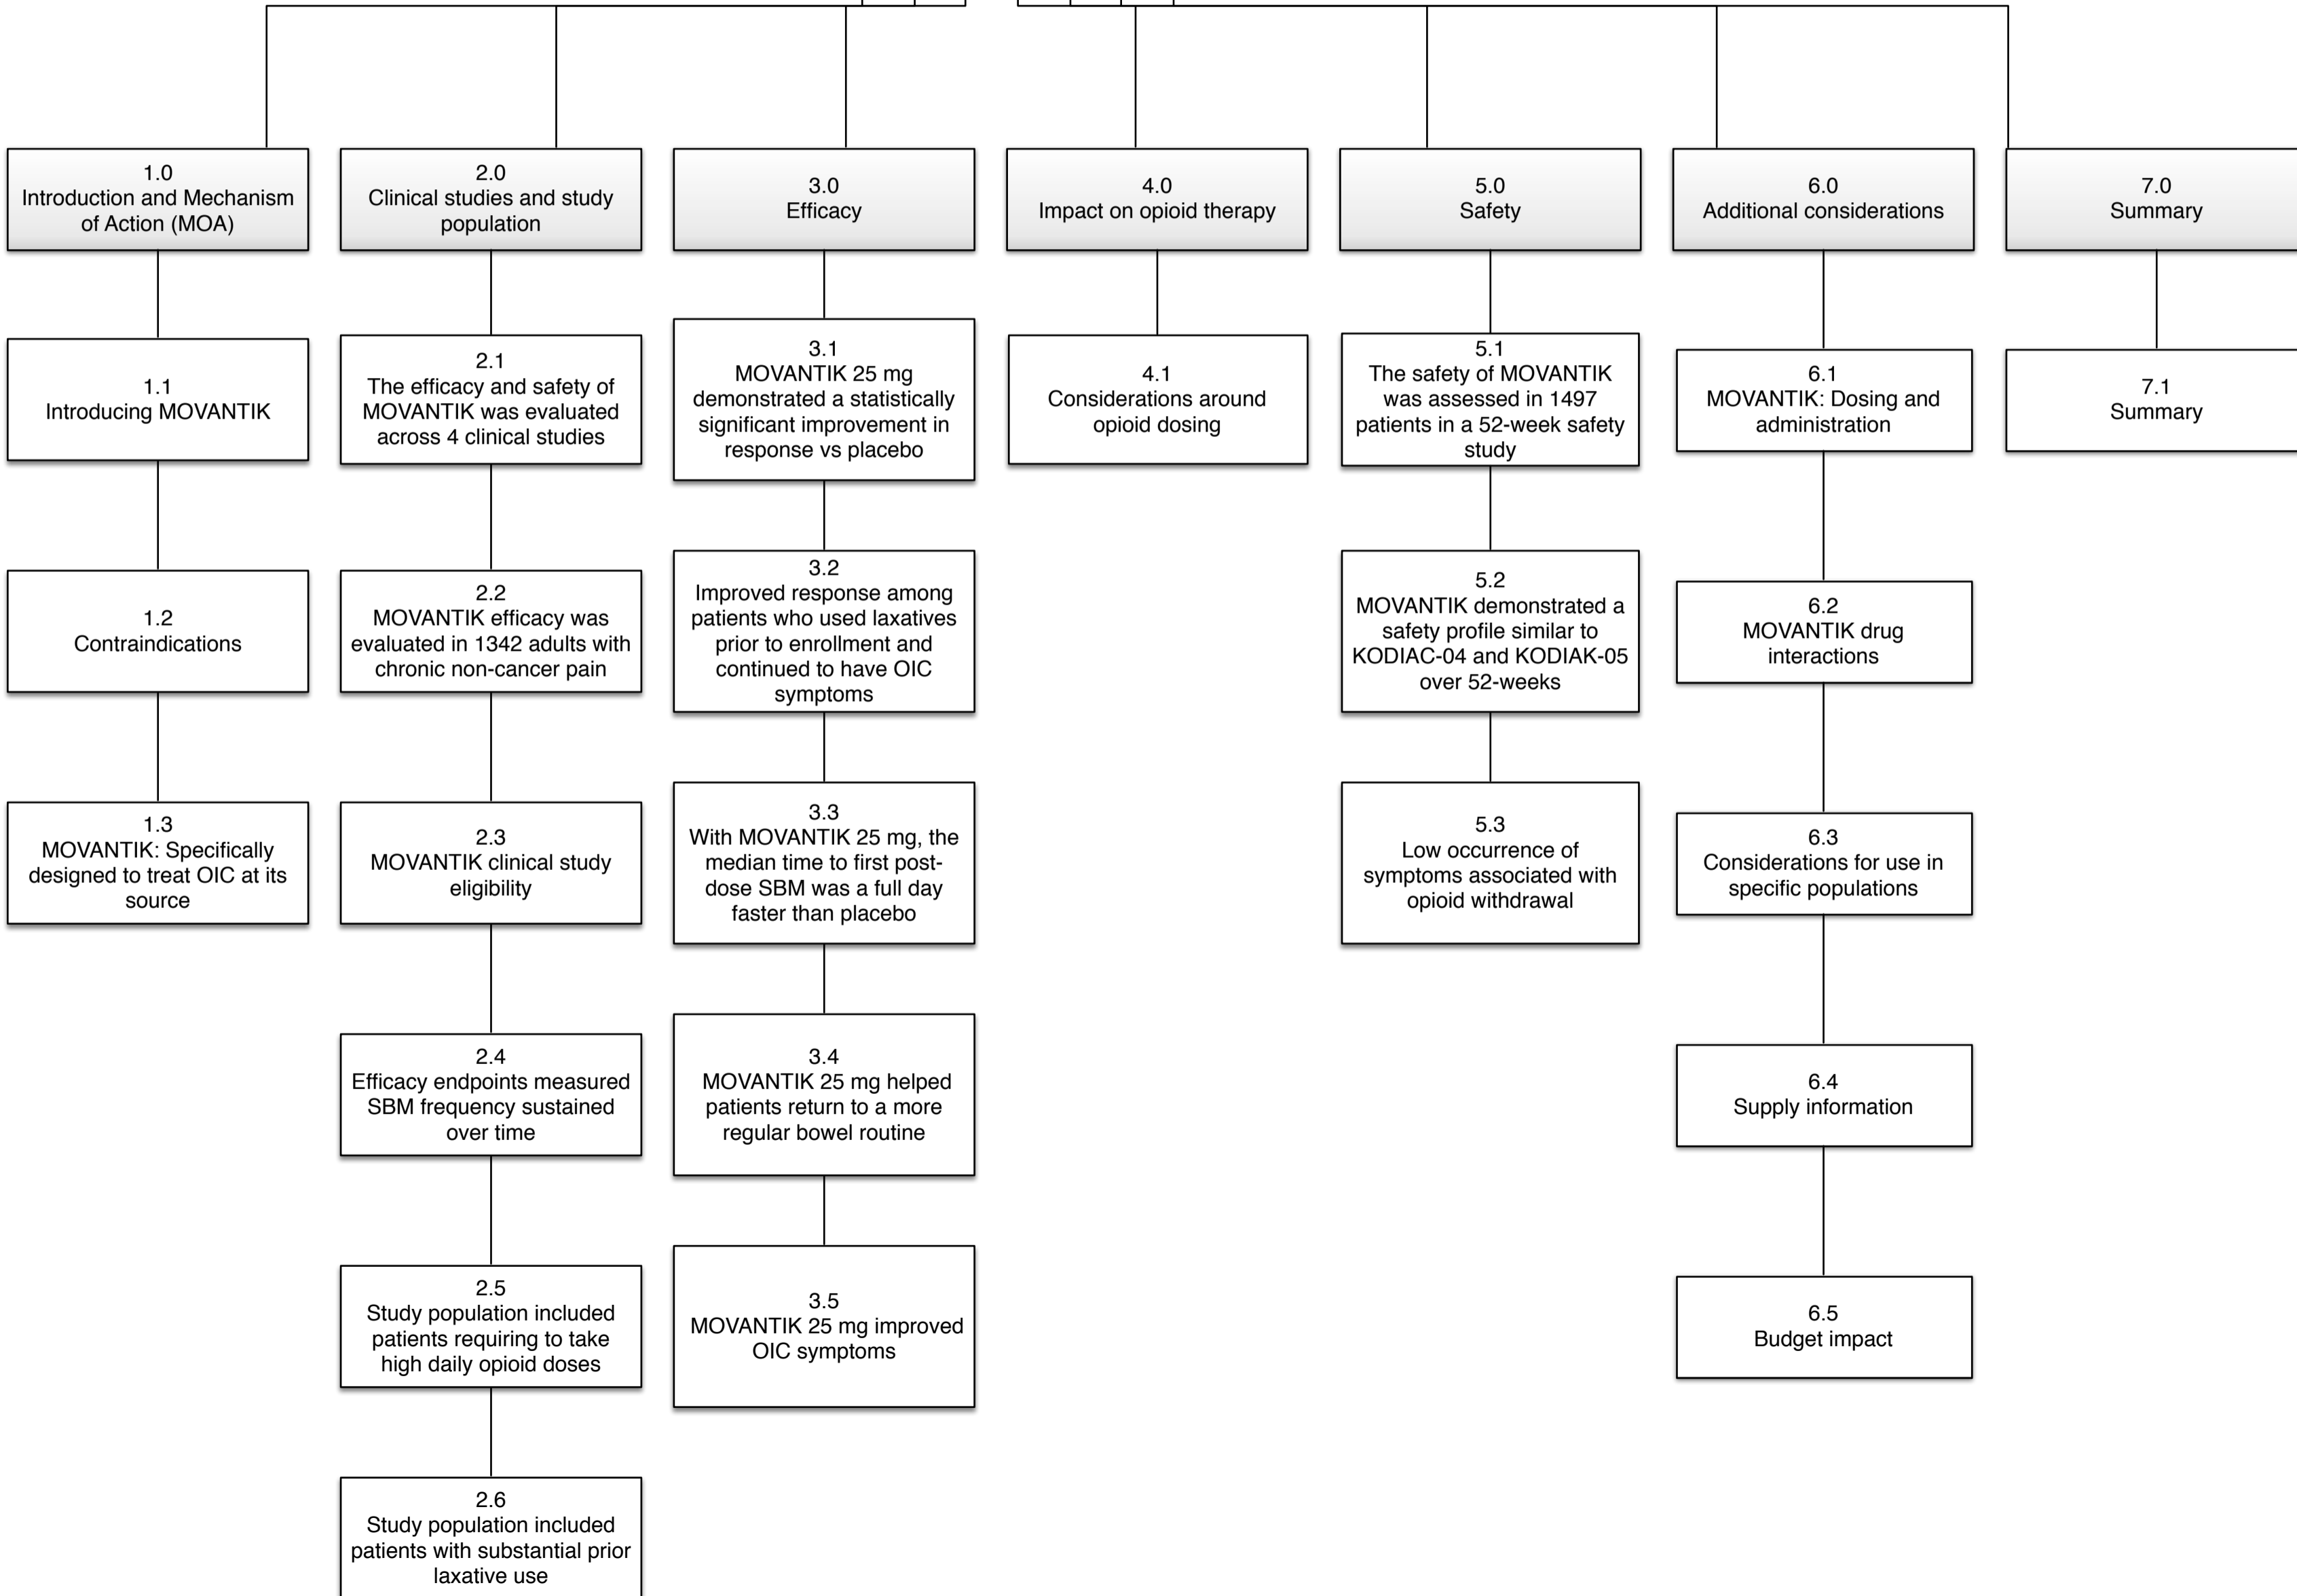 1.0
Introduction and Mechanism
of Action (MOA)
1.1
Introducing MOVANTIK
1.2
Contraindications
1.3
MOVANTIK: Specifically
designed to treat OIC at its
source
2.0
Clinical studies and study
population
2.1
The efficacy and safety of
MOVANTIK was evaluated
across 4 clinical studies
2.2
MOVANTIK efficacy was
evaluated in 1342 adults with
chronic non-cancer pain
2.3
MOVANTIK clinical study
eligibility
2.4
Efficacy endpoints measured
SBM frequency sustained
over time
2.5
Study population included
patients requiring to take
high daily opioid doses
2.6
Study population included
patients with substantial prior
laxative use
3.0
Efficacy
3.1
MOVANTIK 25 mg
demonstrated a statistically
significant improvement in
response vs placebo
3.2
Improved response among
patients who used laxatives
prior to enrollment and
continued to have OIC
symptoms
3.3
With MOVANTIK 25 mg, the
median time to first post-
dose SBM was a full day
faster than placebo
3.4
MOVANTIK 25 mg helped
patients return to a more
regular bowel routine
3.5
MOVANTIK 25 mg improved
OIC symptoms
4.0
Impact on opioid therapy
4.1
Considerations around
opioid dosing
5.0
Safety
5.1
The safety of MOVANTIK
was assessed in 1497
patients in a 52-week safety
study
5.2
MOVANTIK demonstrated a
safety profile similar to
KODIAC-04 and KODIAK-05
over 52-weeks
5.3
Low occurrence of
symptoms associated with
opioid withdrawal
6.0
Additional considerations
6.1
MOVANTIK: Dosing and
administration
6.2
MOVANTIK drug
interactions
6.3
Considerations for use in
specific populations
6.4
Supply information
6.5
Budget impact
7.0
Summary
7.1
Summary